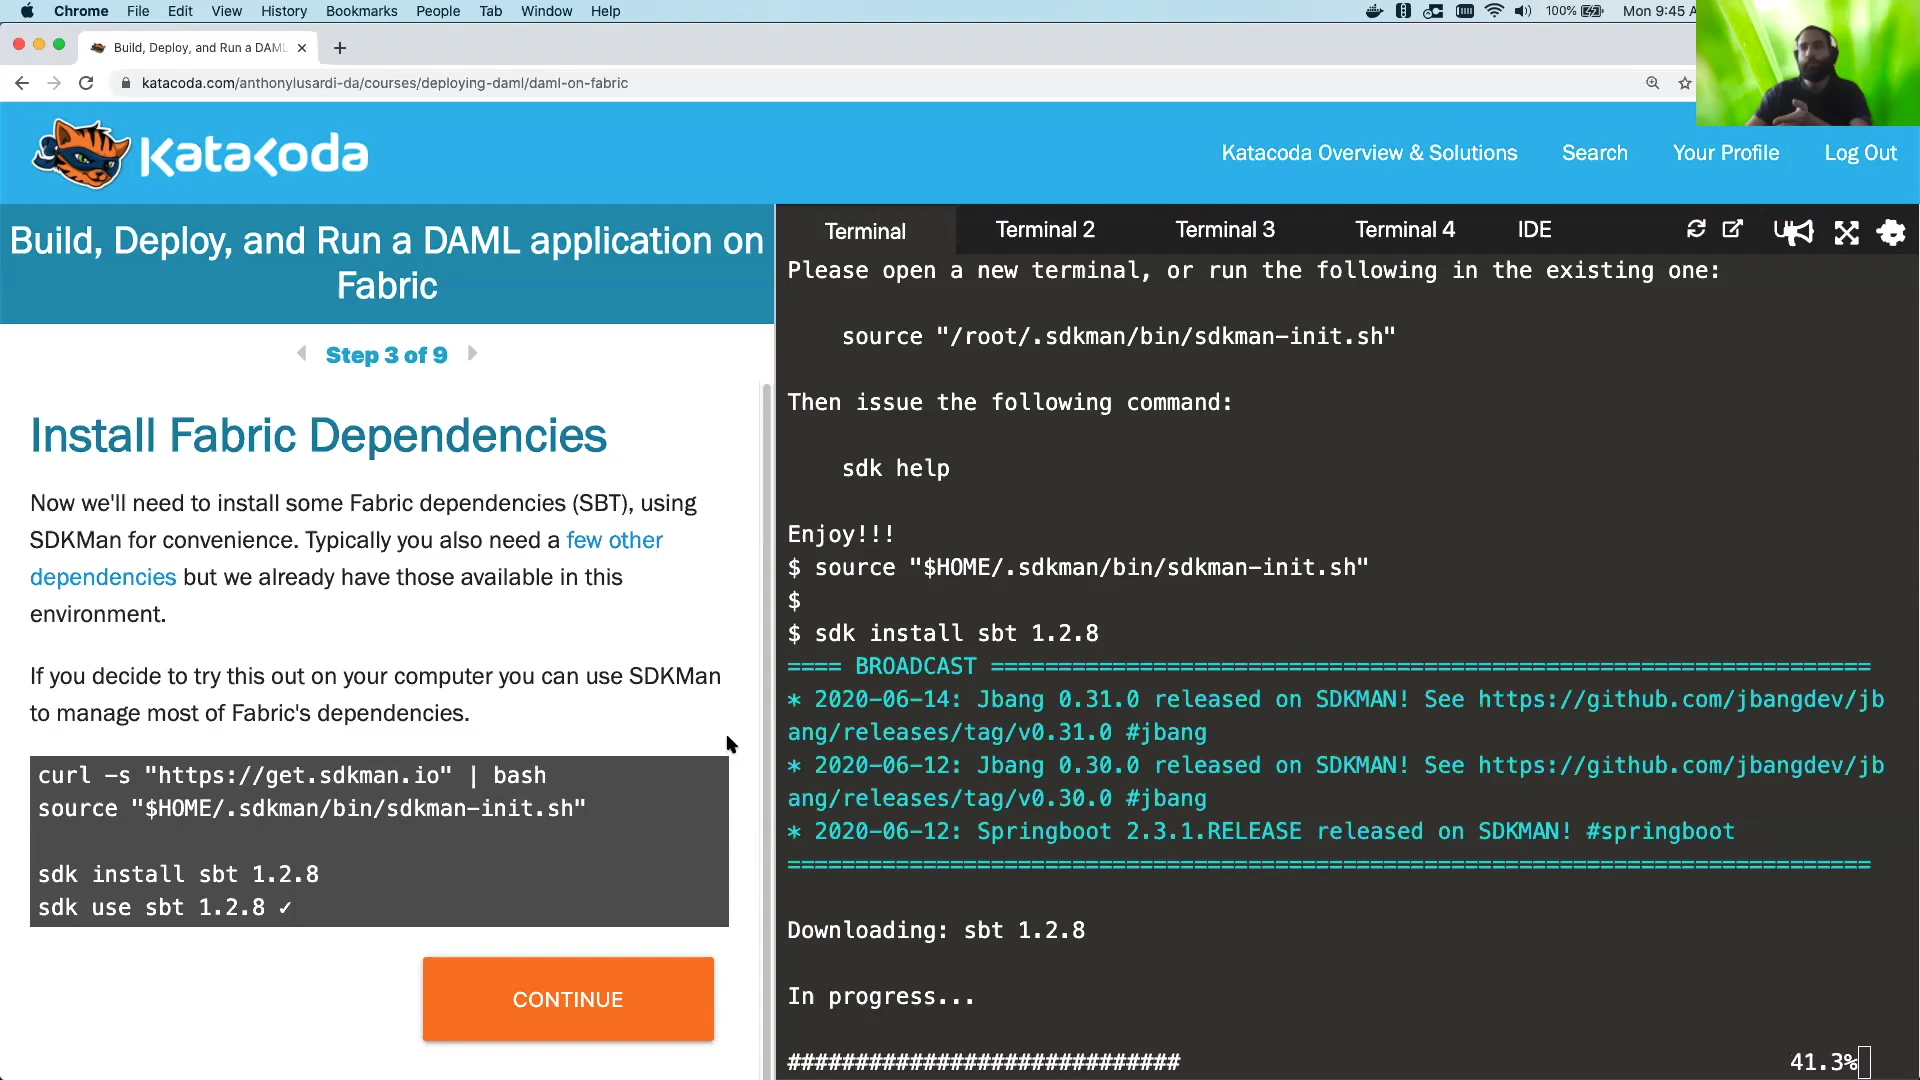 Chrome File Edit View History Bookmarks People Tab Window Help
100% Mon 9:45 A
Build, Deploy, and Run a DAML
katacoda.com/anthonylusardi-da/courses/deploying-daml/daml-on-fabric
Katacoda
Katacoda Overview & Solutions Search Your Profile Log Out
Build, Deploy, and Run a DAML application on
Fabric
Step 3 of 9
Install Fabric Dependencies
Now we'll need to install some Fabric dependencies (SBT), using
SDKMan for convenience. Typically you also need a few other
dependencies but we already have those available in this
environment.
If you decide to try this out on your computer you can use SDKMan
to manage most of Fabric's dependencies.
curl -s "https://get.sdkman.io" | bash
source "$HOME/.sdkman/bin/sdkman-init.sh"
sdk install sbt 1.2.8
sdk use sbt 1.2.8 ✓
CONTINUE
Terminal Terminal 2 Terminal 3 Terminal 4 IDE
Please open a new terminal, or run the following in the existing one:
source "/root/.sdkman/bin/sdkman-init.sh"
Then issue the following command:
sdk help
Enjoy!!!
$ source "$HOME/.sdkman/bin/sdkman-init.sh"
$
$ sdk install sbt 1.2.8
==== BROADCAST =================================================================
* 2020-06-14: Jbang 0.31.0 released on SDKMAN! See https://github.com/jbangdev/jb
ang/releases/tag/v0.31.0 #jbang
* 2020-06-12: Jbang 0.30.0 released on SDKMAN! See https://github.com/jbangdev/jb
ang/releases/tag/v0.30.0 #jbang
* 2020-06-12: Springboot 2.3.1.RELEASE released on SDKMAN! #springboot
================================================================================
Downloading: sbt 1.2.8
In progress...
############################# 41.3%